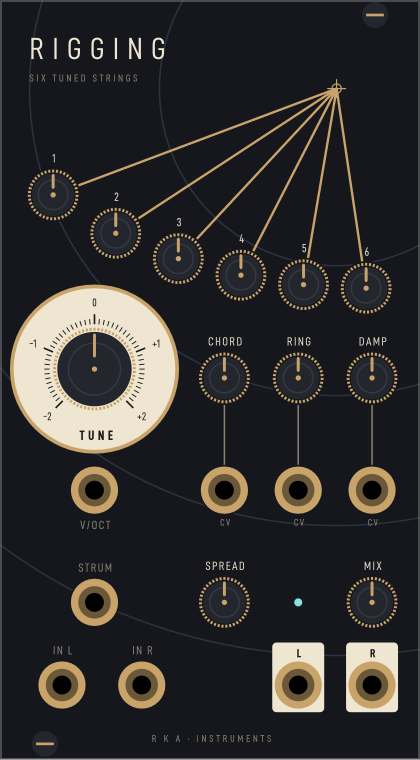 RIGGING
SIX TUNED STRINGS
1
2
3
4
5
6
0
-1 +1
-2 +2
TUNE
CHORD RING DAMP
V/OCT
CV CV CV
STRUM
SPREAD MIX
IN L IN R
L R
RKA · INSTRUMENTS